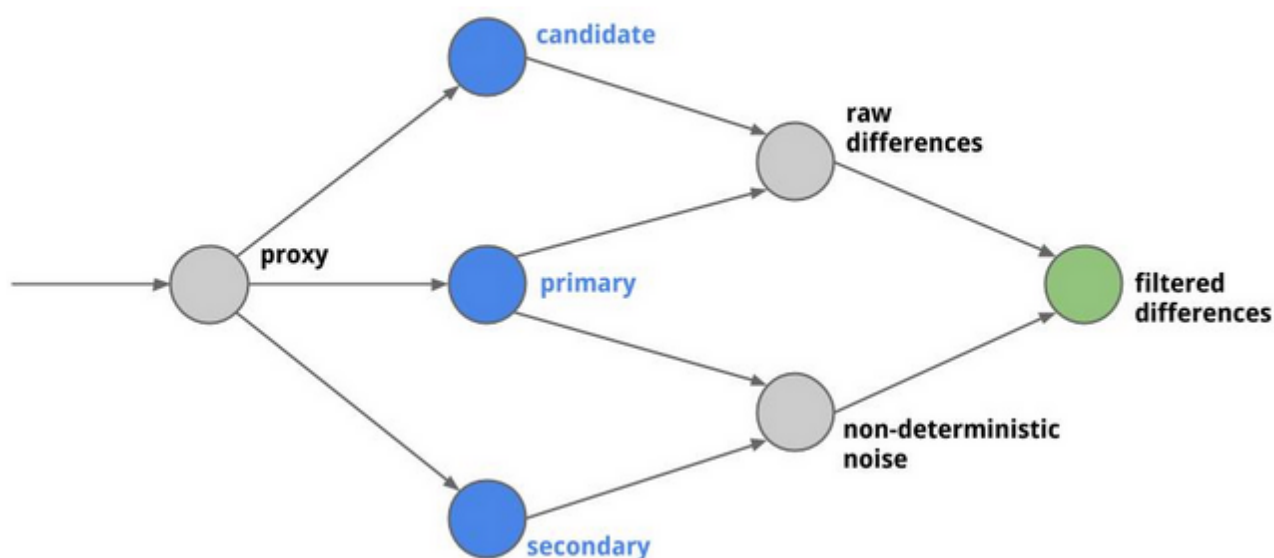 candidate
raw
differences
proxy
primary
filtered
differences
non-deterministic
noise
secondary